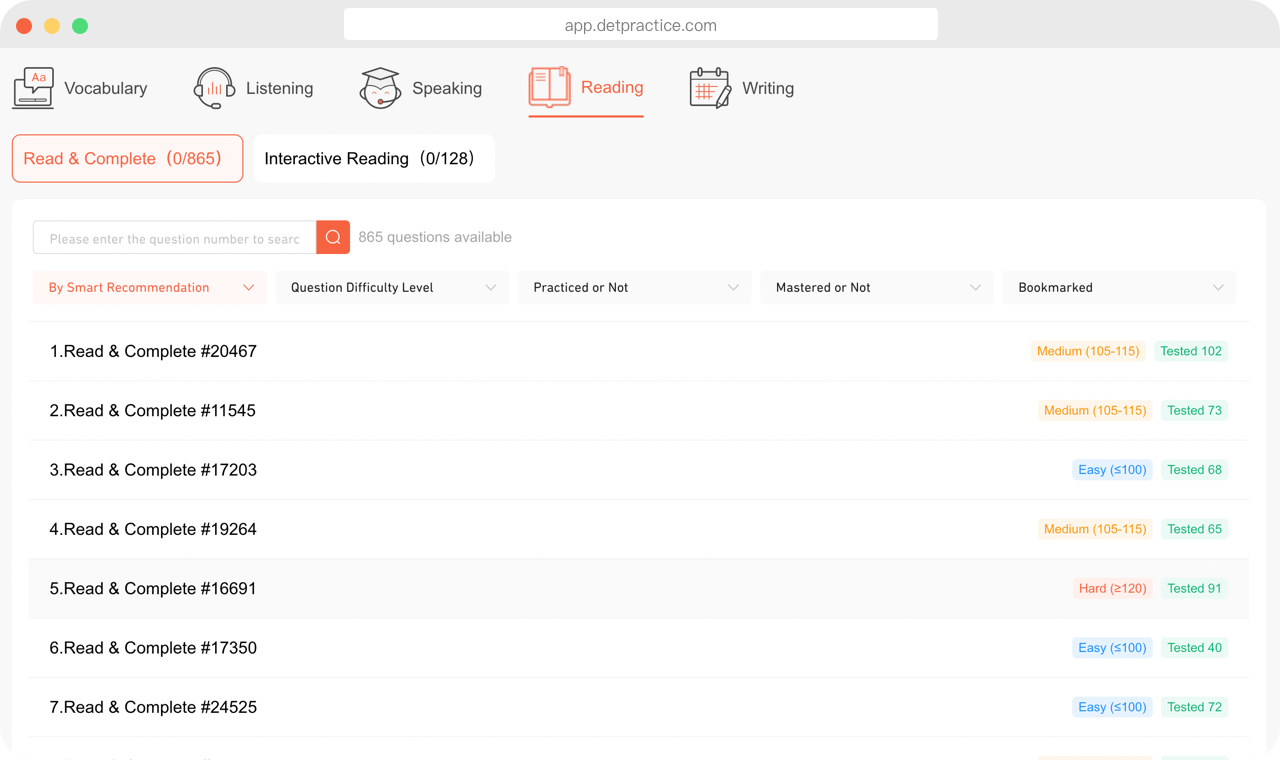 app.detpractice.com
Aa
Vocabulary
Listening
Speaking
Reading
Writing
Read & Complete（0/865）
Interactive Reading（0/128）
Please enter the question number to searc
865 questions available
By Smart Recommendation
Question Difficulty Level
Practiced or Not
Mastered or Not
Bookmarked
1.Read & Complete #20467 Medium (105-115) Tested 102
2.Read & Complete #11545 Medium (105-115) Tested 73
3.Read & Complete #17203 Easy (≤100) Tested 68
4.Read & Complete #19264 Medium (105-115) Tested 65
5.Read & Complete #16691 Hard (≥120) Tested 91
6.Read & Complete #17350 Easy (≤100) Tested 40
7.Read & Complete #24525 Easy (≤100) Tested 72